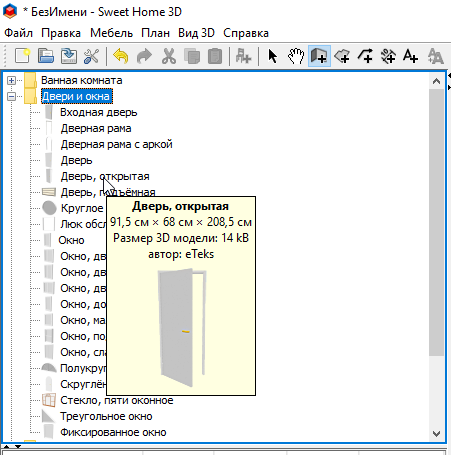 * БезИмени - Sweet Home 3D
Файл Правка Мебель План Вид 3D Справка
Ванная комната
Двери и окна
Входная дверь
Дверная рама
Дверная рама с аркой
Дверь
Дверь, открытая
Дверь, подъёмная
Круглое
Люк обсл
Окно
Окно, дв
Окно, дв
Окно, дв
Окно, до
Окно, ма
Окно, по
Окно, сла
Полукруг
Скруглён
Стекло, пяти оконное
Треугольное окно
Фиксированное окно
Дверь, открытая
91,5 см × 68 см × 208,5 см
Размер 3D модели: 14 kB
автор: eTeks